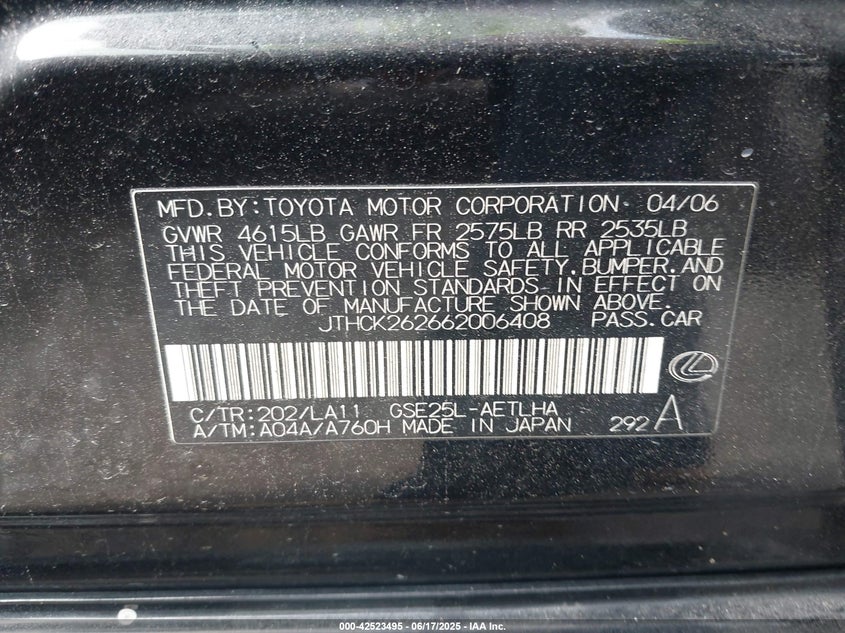 MFD. BY: TOYOTA MOTOR CORPORATION 04/06
GVWR 4615LB GAWR FR 2575LB RR 2535LB
THIS VEHICLE CONFORMS TO ALL APPLICABLE
FEDERAL MOTOR VEHICLE SAFETY, BUMPER, AND
THEFT PREVENTION STANDARDS IN EFFECT ON
THE DATE OF MANUFACTURE SHOWN ABOVE.
JTHCK262662006408 PASS. CAR
C/TR: 202/LA11 GSE25L-AETLHA
A/TM: A04A/A760H MADE IN JAPAN 292 A
000-42523495 - 06/17/2025 - IAA Inc.